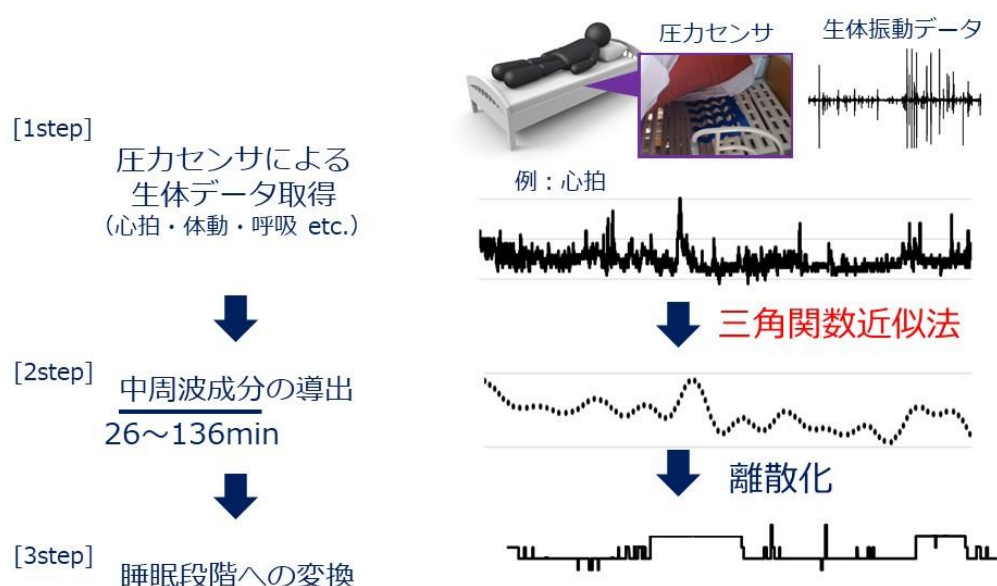 圧力センサ
生体振動データ
[1step]
圧力センサによる
生体データ取得
（心拍・体動・呼吸 etc.）
例：心拍
三角関数近似法
[2step]
中周波成分の導出
26～136min
離散化
[3step]
睡眠段階への変換